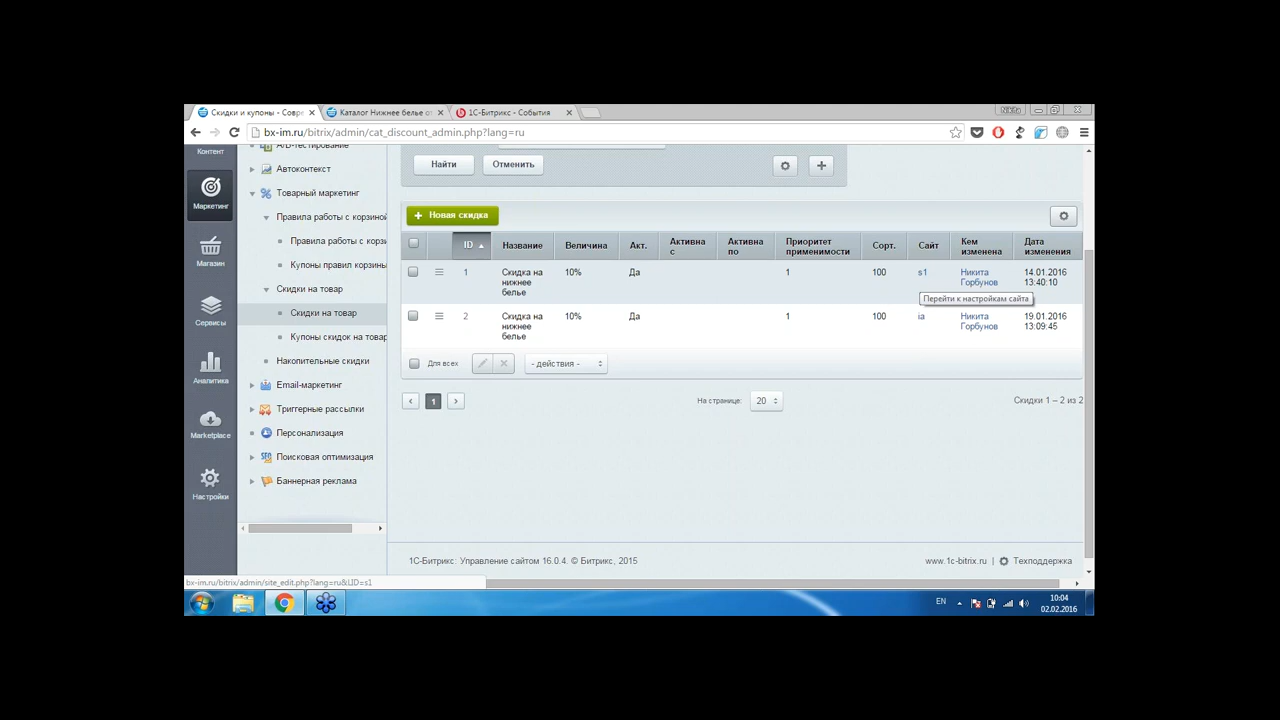 Скидки и купоны - Совре
Каталог Нижнее белье о
1С-Битрикс - События
Nikita
bx-im.ru/bitrix/admin/cat_discount_admin.php?lang=ru
Контент
Маркетинг
Магазин
Сервисы
Аналитика
Marketplace
Настройки
A/B-тестирование
Автоконтекст
Товарный маркетинг
Правила работы с корзиной
Правила работы с корзи
Купоны правил корзины
Скидки на товар
Скидки на товар
Купоны скидок на товар
Накопительные скидки
Email-маркетинг
Триггерные рассылки
Персонализация
Поисковая оптимизация
Баннерная реклама
Найти
Отменить
+ Новая скидка
ID Название Величина Акт. Активна с Активна по Приоритет применимости Сорт. Сайт Кем изменена Дата изменения
1 Скидка на нижнее белье 10% Да 1 100 s1 Никита Горбунов 14.01.2016 13:40:10
Перейти к настройкам сайта
2 Скидка на нижнее белье 10% Да 1 100 ia Никита Горбунов 19.01.2016 13:09:45
Для всех
- действия -
1
На странице: 20
Скидки 1 – 2 из 2
1С-Битрикс: Управление сайтом 16.0.4. © Битрикс, 2015
www.1c-bitrix.ru | Техподдержка
bx-im.ru/bitrix/admin/site_edit.php?lang=ru&LID=s1
EN
10:04
02.02.2016